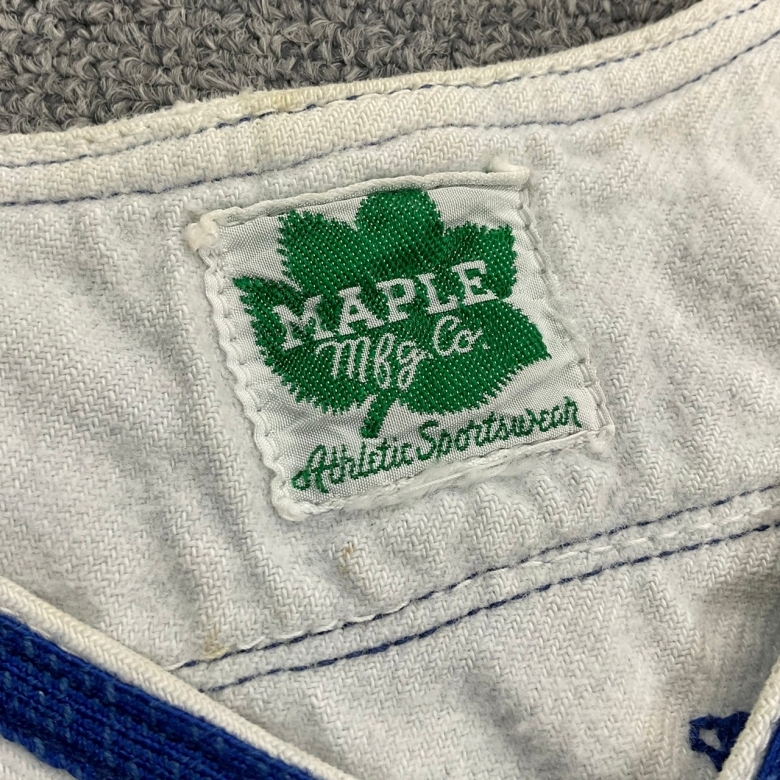 MAPLE
Mfg. Co.
Athletic Sportswear